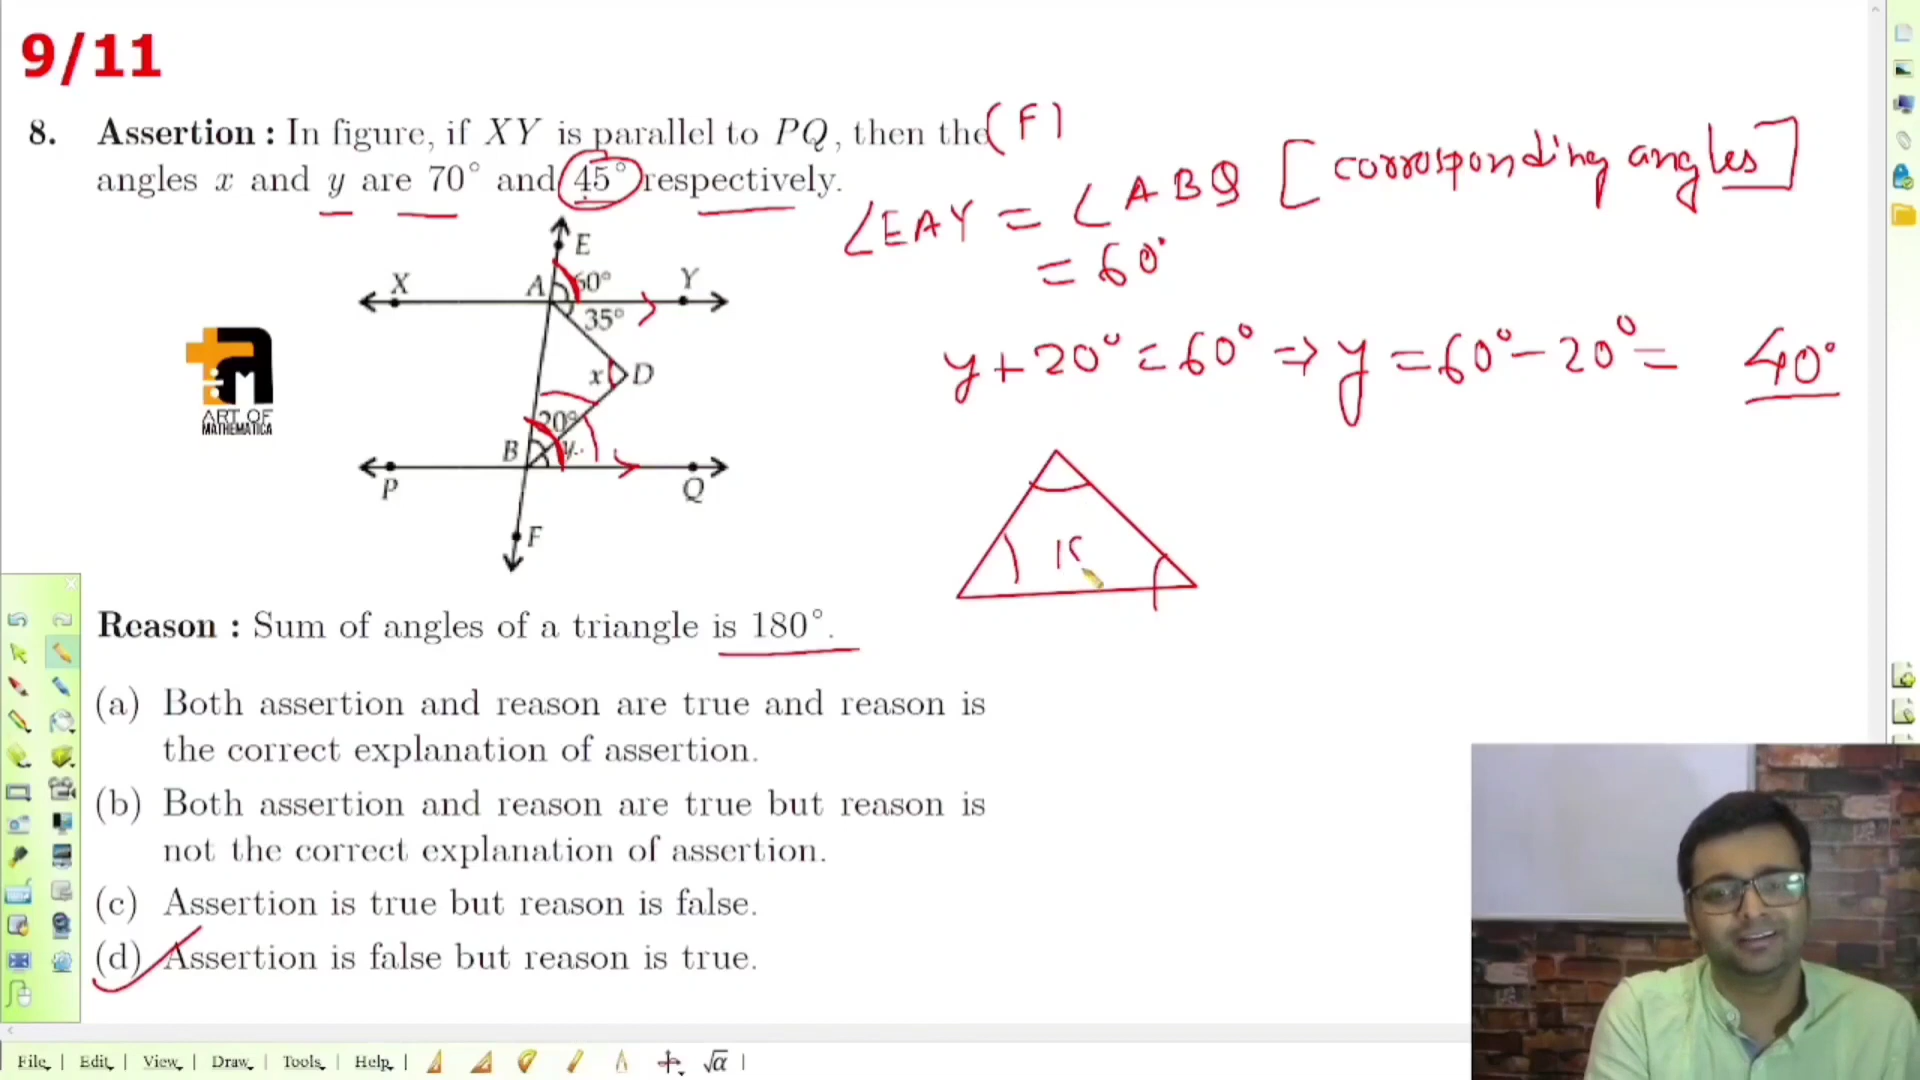 9/11
8. Assertion : In figure, if XY is parallel to PQ, then the (F)
angles x and y are 70° and 45° respectively.
∠EAY = ∠ABQ [corrosponding angles]
= 60°
y + 20° = 60° ⇒ y = 60° - 20° = 40°
E
X
A
60°
Y
35°
x
D
20°
B
y
P
Q
F
ART OF
MATHEMATICA
18
Reason : Sum of angles of a triangle is 180°.
(a) Both assertion and reason are true and reason is
the correct explanation of assertion.
(b) Both assertion and reason are true but reason is
not the correct explanation of assertion.
(c) Assertion is true but reason is false.
(d) Assertion is false but reason is true.
File | Edit | View | Draw | Tools | Help |
√α